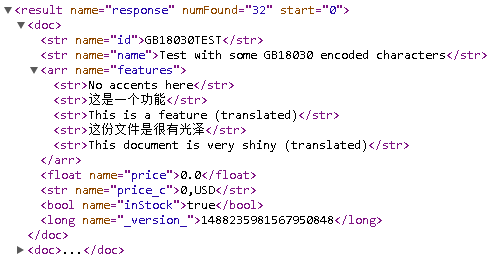 ▼<result name="response" numFound="32" start="0">
▼<doc>
<str name="id">GB18030TEST</str>
<str name="name">Test with some GB18030 encoded characters</str>
▼<arr name="features">
<str>No accents here</str>
<str>这是一个功能</str>
<str>This is a feature (translated)</str>
<str>这份文件是很有光泽</str>
<str>This document is very shiny (translated)</str>
</arr>
<float name="price">0.0</float>
<str name="price_c">0,USD</str>
<bool name="inStock">true</bool>
<long name="_version_">1488235981567950848</long>
</doc>
▶<doc>...</doc>